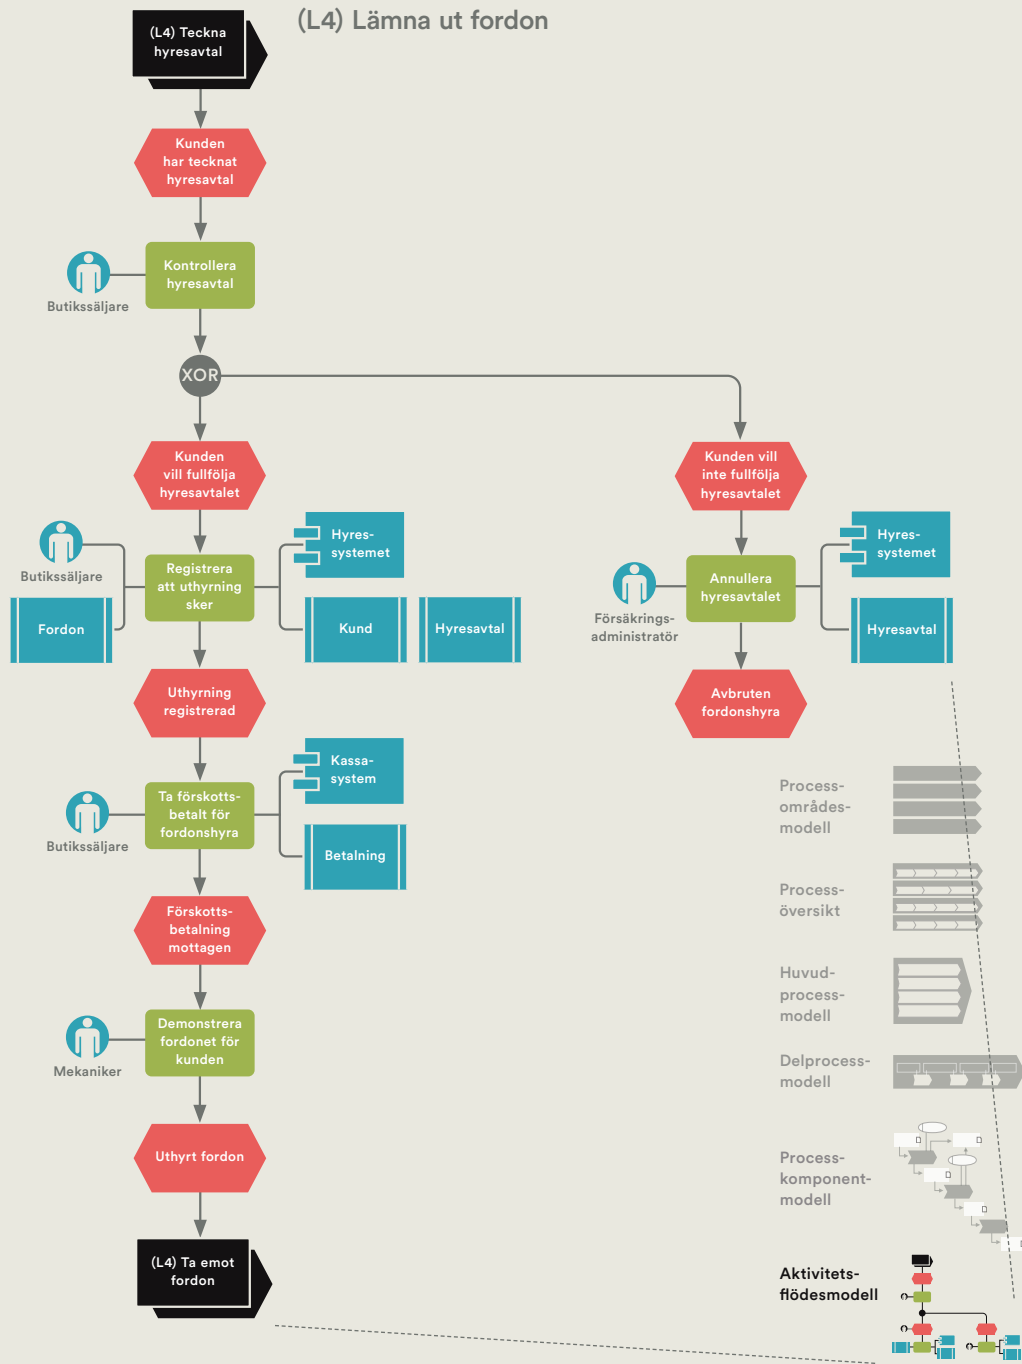 (L4) Lämna ut fordon
(L4) Teckna
hyresavtal
Kunden
har tecknat
hyresavtal
Kontrollera
hyresavtal
Butikssäljare
XOR
Kunden
vill fullfölja
hyresavtalet
Kunden vill
inte fullfölja
hyresavtalet
Butikssäljare
Fordon
Registrera
att uthyrning
sker
Hyres-
systemet
Kund
Hyresavtal
Försäkrings-
administratör
Annullera
hyresavtalet
Hyres-
systemet
Hyresavtal
Uthyrning
registrerad
Avbruten
fordonshyra
Butikssäljare
Ta förskotts-
betalt för
fordonshyra
Kassa-
system
Betalning
Förskotts-
betalning
mottagen
Mekaniker
Demonstrera
fordonet för
kunden
Uthyrt fordon
(L4) Ta emot
fordon
Process-
områdes-
modell
Process-
översikt
Huvud-
process-
modell
Delprocess-
modell
Process-
komponent-
modell
Aktivitets-
flödesmodell